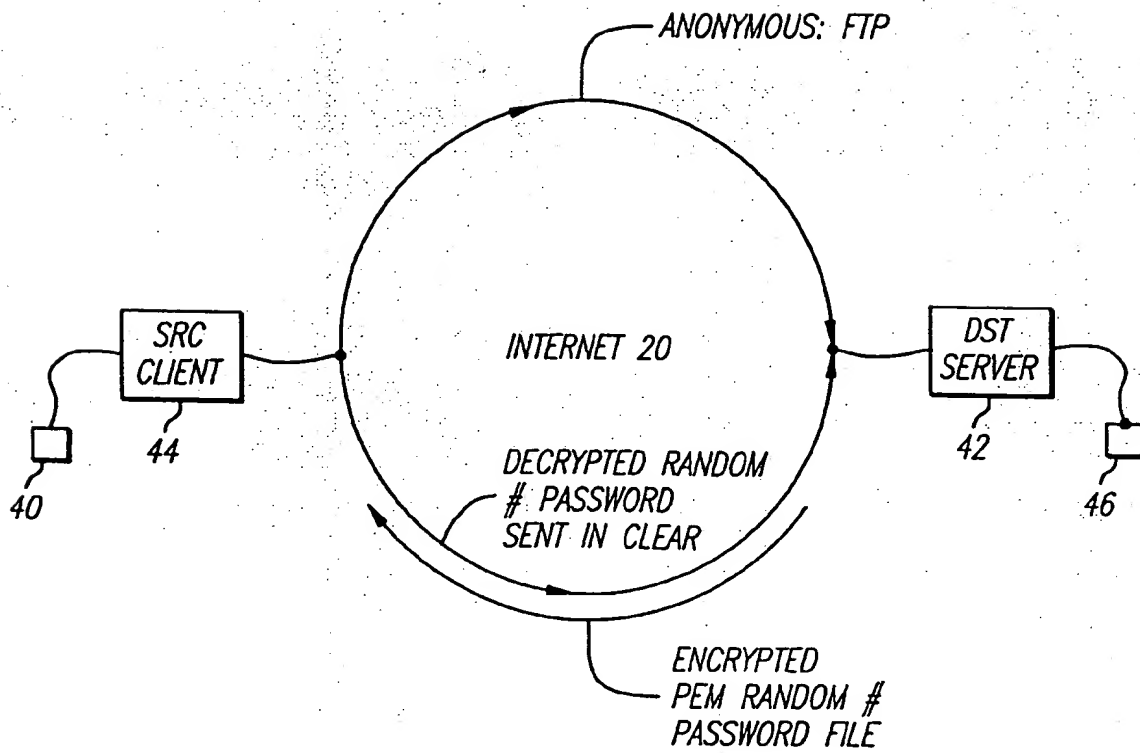 ANONYMOUS: FTP
SRC
CLIENT
44
40
INTERNET 20
DST
SERVER
42
46
DECRYPTED RANDOM
# PASSWORD
SENT IN CLEAR
ENCRYPTED
PEM RANDOM #
PASSWORD FILE